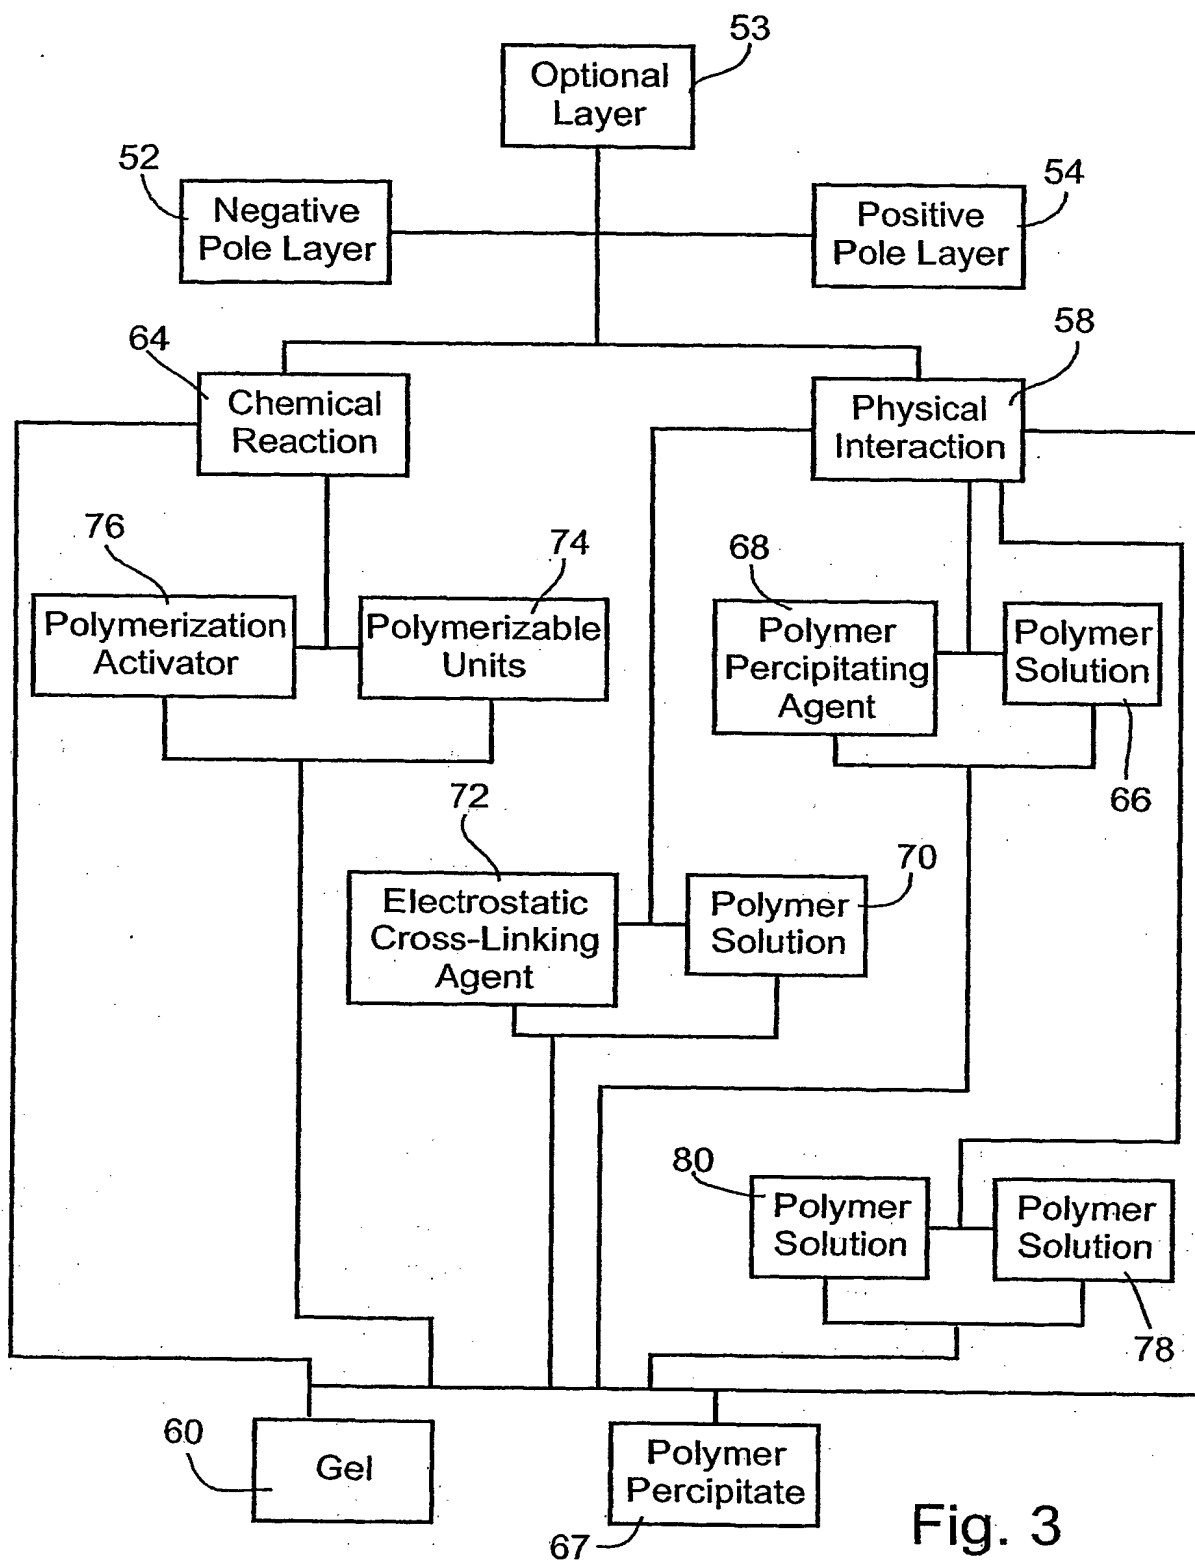 53
Optional
Layer
52
Negative
Pole Layer
54
Positive
Pole Layer
64
Chemical
Reaction
58
Physical
Interaction
76
Polymerization
Activator
74
Polymerizable
Units
68
Polymer
Percipitating
Agent
Polymer
Solution
66
72
Electrostatic
Cross-Linking
Agent
70
Polymer
Solution
80
Polymer
Solution
Polymer
Solution
78
60
Gel
Polymer
Percipitate
67
Fig. 3